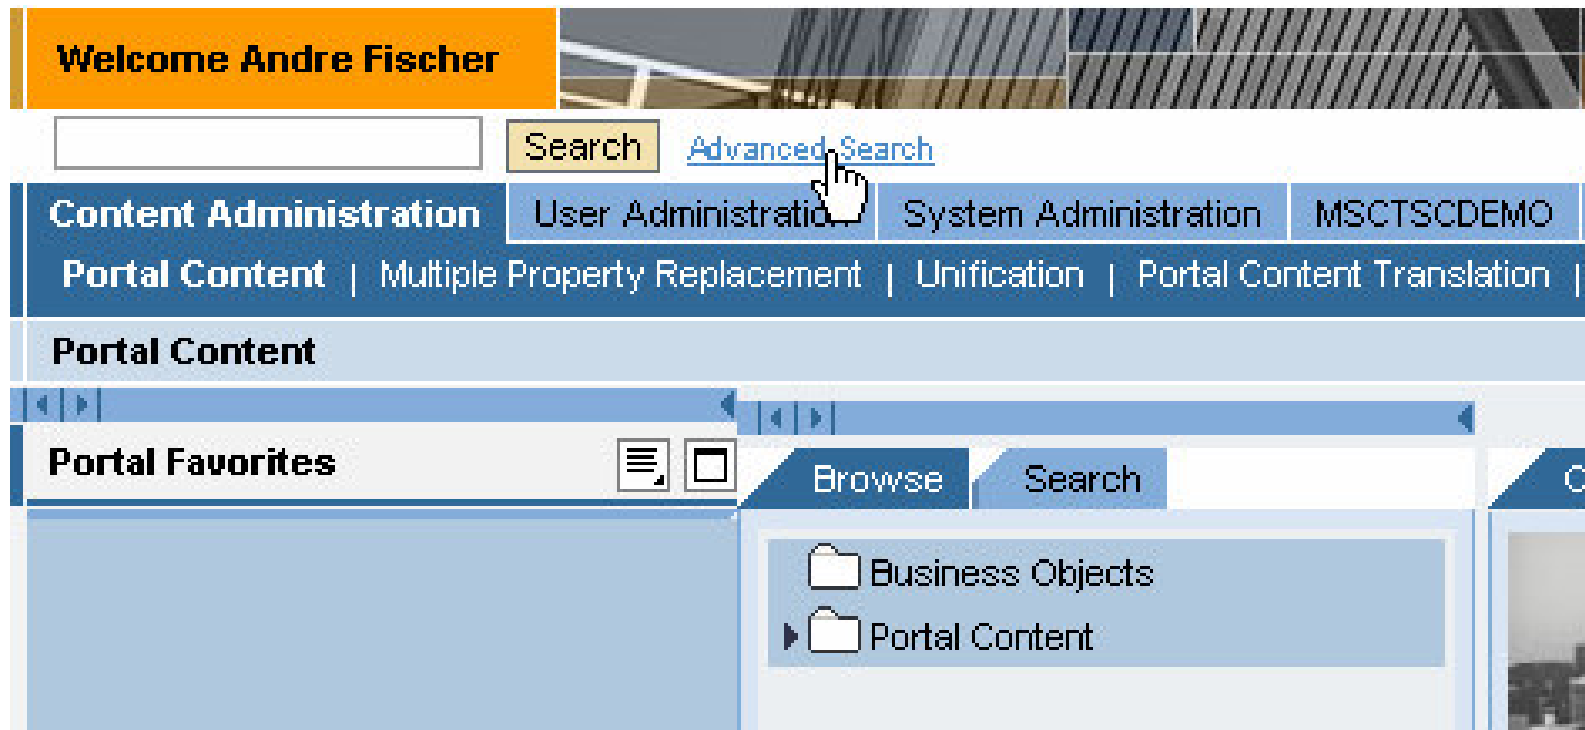 Welcome Andre Fischer
Search Advanced Search
Content Administration User Administration System Administration MSCTSCDEMO
Portal Content | Multiple Property Replacement | Unification | Portal Content Translation |
Portal Content
Portal Favorites
Browse Search
Business Objects
Portal Content